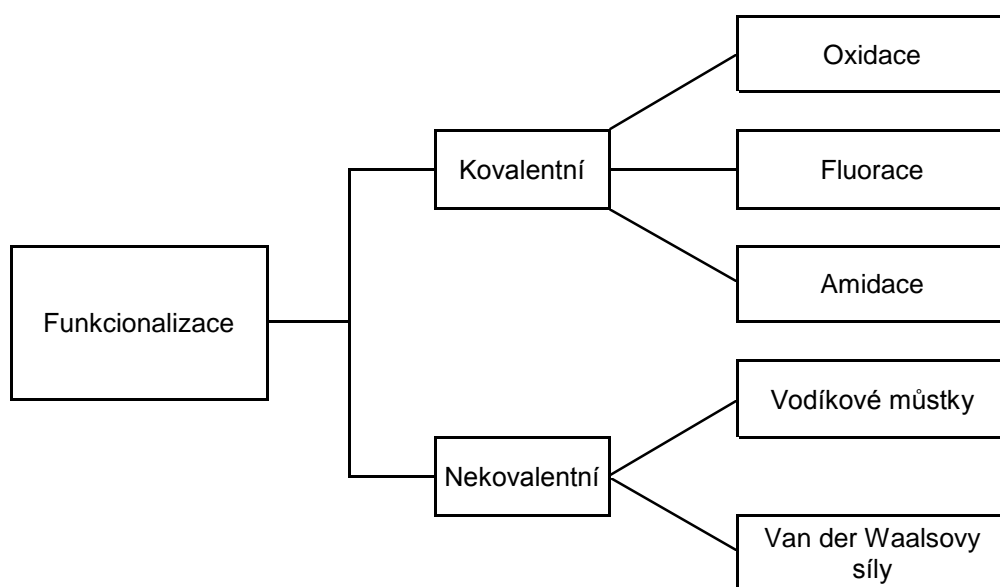 Oxidace
Kovalentní
Fluorace
Amidace
Funkcionalizace
Vodíkové můstky
Nekovalentní
Van der Waalsovy
síly